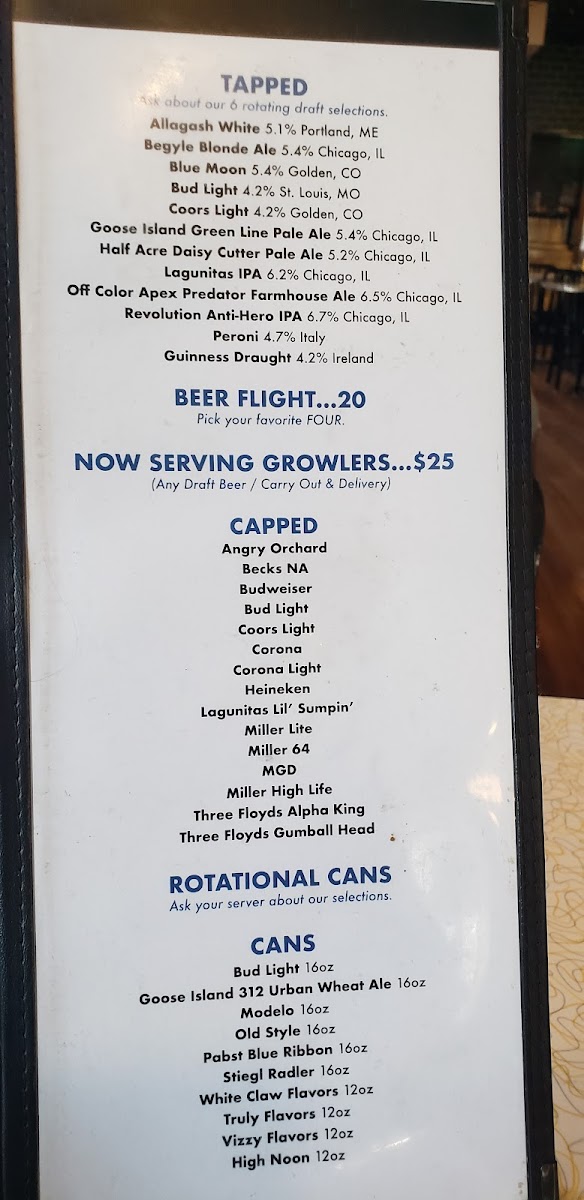 TAPPED
Ask about our 6 rotating draft selections.
Allagash White 5.1% Portland, ME
Begyle Blonde Ale 5.4% Chicago, IL
Blue Moon 5.4% Golden, CO
Bud Light 4.2% St. Louis, MO
Coors Light 4.2% Golden, CO
Goose Island Green Line Pale Ale 5.4% Chicago, IL
Half Acre Daisy Cutter Pale Ale 5.2% Chicago, IL
Lagunitas IPA 6.2% Chicago, IL
Off Color Apex Predator Farmhouse Ale 6.5% Chicago, IL
Revolution Anti-Hero IPA 6.7% Chicago, IL
Peroni 4.7% Italy
Guinness Draught 4.2% Ireland
BEER FLIGHT...20
Pick your favorite FOUR.
NOW SERVING GROWLERS...$25
(Any Draft Beer / Carry Out & Delivery)
CAPPED
Angry Orchard
Becks NA
Budweiser
Bud Light
Coors Light
Corona
Corona Light
Heineken
Lagunitas Lil' Sumpin'
Miller Lite
Miller 64
MGD
Miller High Life
Three Floyds Alpha King
Three Floyds Gumball Head
ROTATIONAL CANS
Ask your server about our selections.
CANS
Bud Light 16oz
Goose Island 312 Urban Wheat Ale 16oz
Modelo 16oz
Old Style 16oz
Pabst Blue Ribbon 16oz
Stiegl Radler 16oz
White Claw Flavors 12oz
Truly Flavors 12oz
Vizzy Flavors 12oz
High Noon 12oz